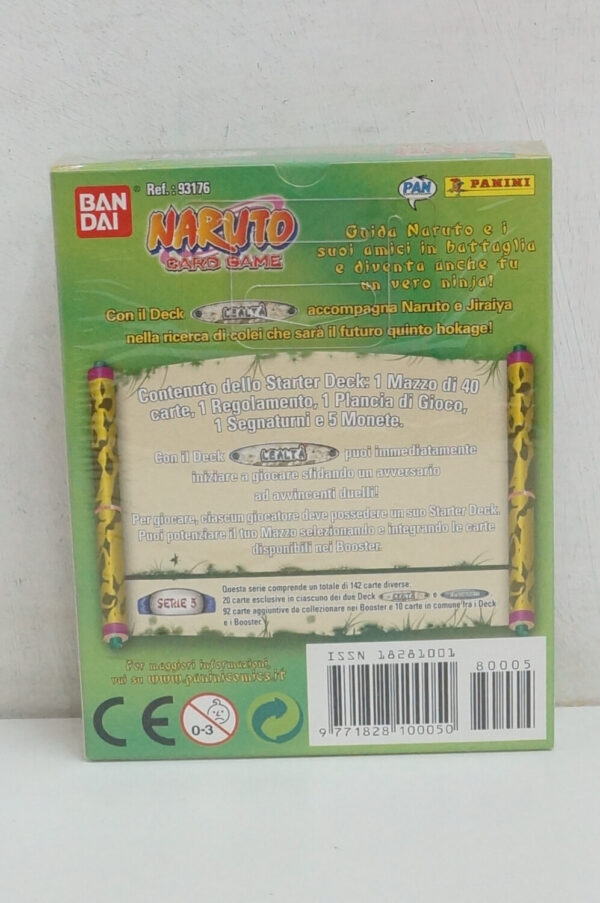 BAN DAI
Ref.: 93176
PAN
PANINI
NARUTO
CARD GAME
Guida Naruto e i
suoi amici in battaglia
e diventa anche tu
un vero ninja!
Con il Deck LEALTÀ accompagna Naruto e Jiraiya
nella ricerca di colei che sarà il futuro quinto hokage!
Contenuto dello Starter Deck: 1 Mazzo di 40
carte, 1 Regolamento, 1 Plancia di Gioco,
1 Segnaturni e 5 Monete.
Con il Deck LEALTÀ puoi immediatamente
iniziare a giocare sfidando un avversario
ad avvincenti duelli!
Per giocare, ciascun giocatore deve possedere un suo Starter Deck.
Puoi potenziare il tuo Mazzo selezionando e integrando le carte
disponibili nei Booster.
SERIE 5
Questa serie comprende un totale di 142 carte diverse.
20 carte esclusive in ciascuno dei due Deck LEALTÀ e
92 carte aggiuntive da collezionare nei Booster e 10 carte in comune fra i Deck
e i Booster.
Per maggiori informazioni,
vai su www.paninicomics.it
CE
0-3
ISSN 18281001
80005
9 771828 100050